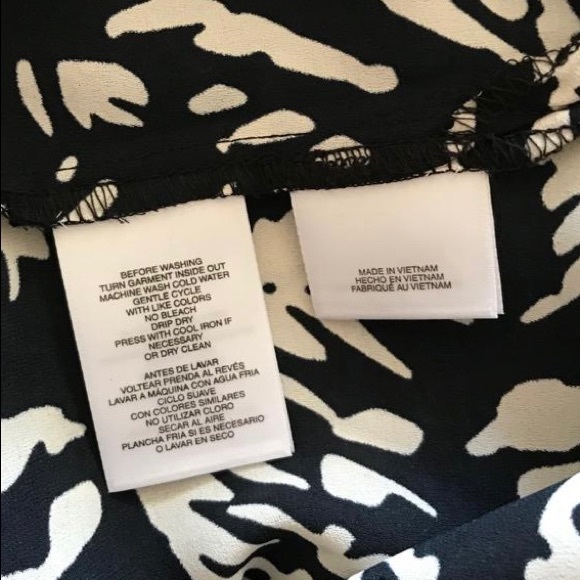 BEFORE WASHING
TURN GARMENT INSIDE OUT
MACHINE WASH COLD WATER
GENTLE CYCLE
WITH LIKE COLORS
NO BLEACH
DRIP DRY
PRESS WITH COOL IRON IF
NECESSARY
OR DRY CLEAN
ANTES DE LAVAR
VOLTEAR PRENDA AL REVÉS
LAVAR A MÁQUINA CON AGUA FRIA
CICLO SUAVE
CON COLORES SIMILARES
NO UTILIZAR CLORO
SECAR AL AIRE
PLANCHA FRIA SI ES NECESARIO
O LAVAR EN SECO
MADE IN VIETNAM
HECHO EN VIETNAM
FABRIQUÉ AU VIETNAM